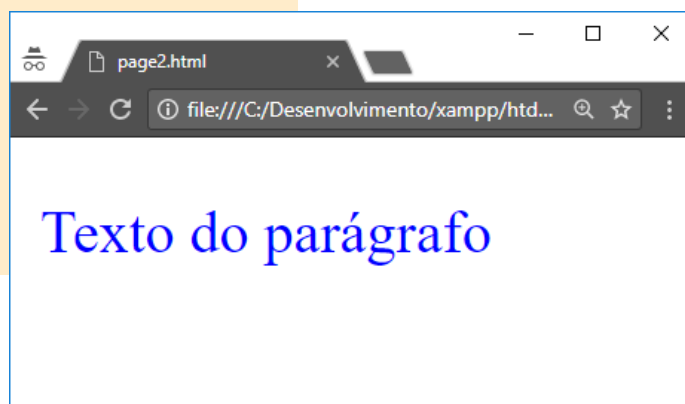 page2.html
file:///C:/Desenvolvimento/xampp/htd...
Texto do parágrafo